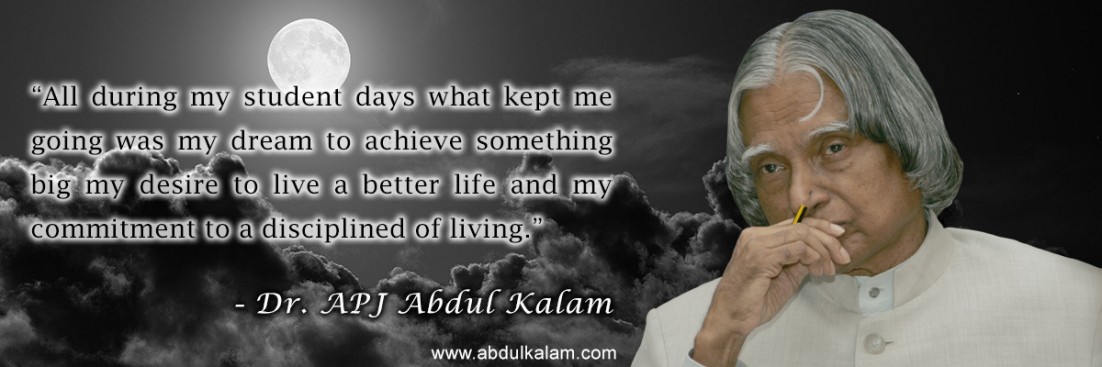 “All during my student days what kept me
going was my dream to achieve something
big my desire to live a better life and my
commitment to a disciplined of living.”
- Dr. APJ Abdul Kalam
www.abdulkalam.com